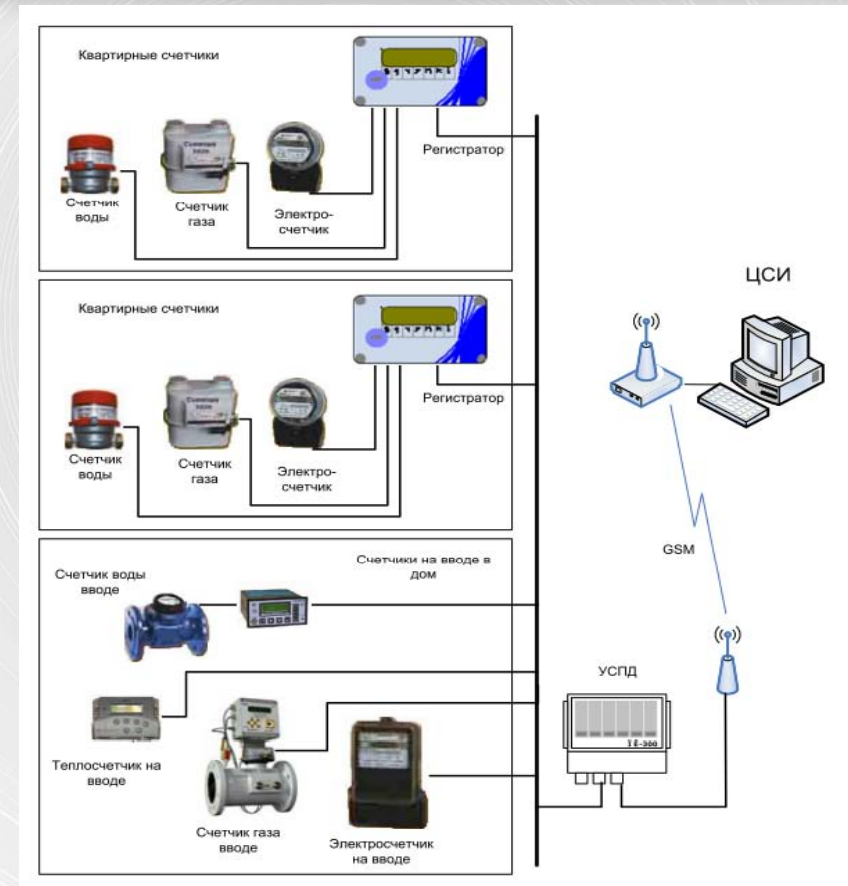 Квартирные счетчики
Регистратор
Счетчик
воды
Счетчик
газа
Электро-
счетчик
Квартирные счетчики
Регистратор
Счетчик
воды
Счетчик
газа
Электро-
счетчик
ЦСИ
GSM
Счетчики на вводе в
дом
Счетчик воды
вводе
Теплосчетчик на
вводе
Счетчик газа
вводе
Электросчетчик
на вводе
УСПД